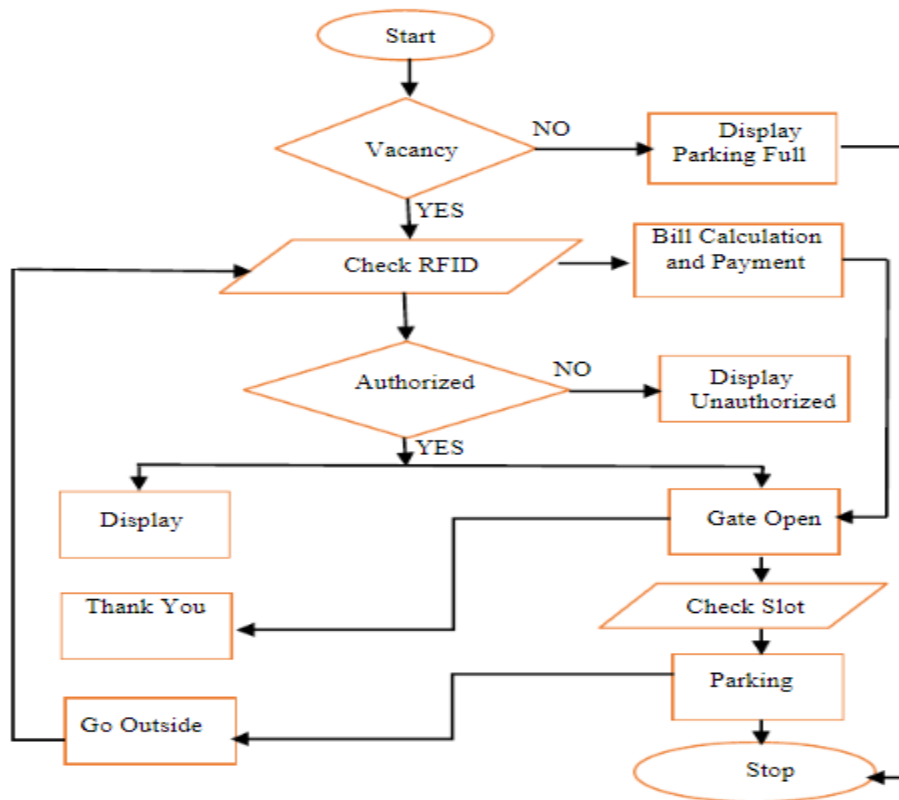 Start
Vacancy
NO
Display
Parking Full
YES
Check RFID
Bill Calculation
and Payment
Authorized
NO
Display
Unauthorized
YES
Display
Gate Open
Thank You
Check Slot
Parking
Go Outside
Stop